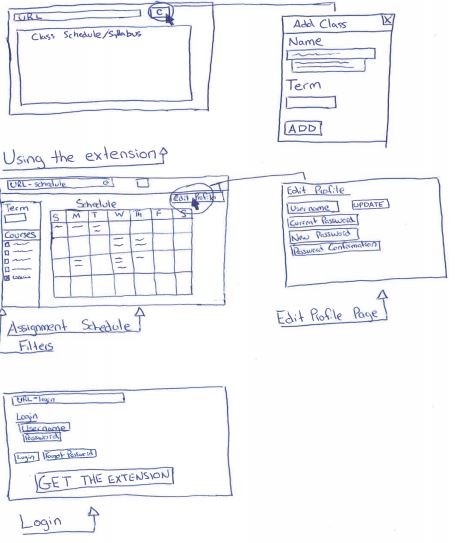 URL
C
Class Schedule/Syllabus
Add Class
X
Name
Term
ADD
Using the extension
URL - schedule
Edit Profile
Term
Schedule
S M T W Th F S
Courses
Edit Profile
Username UPDATE
Current Password
New Password
Password Confirmation
Assignment Schedule
Filters
Edit Profile Page
URL - login
Login
Username
Password
Login Forgot Password
GET THE EXTENSION
Login